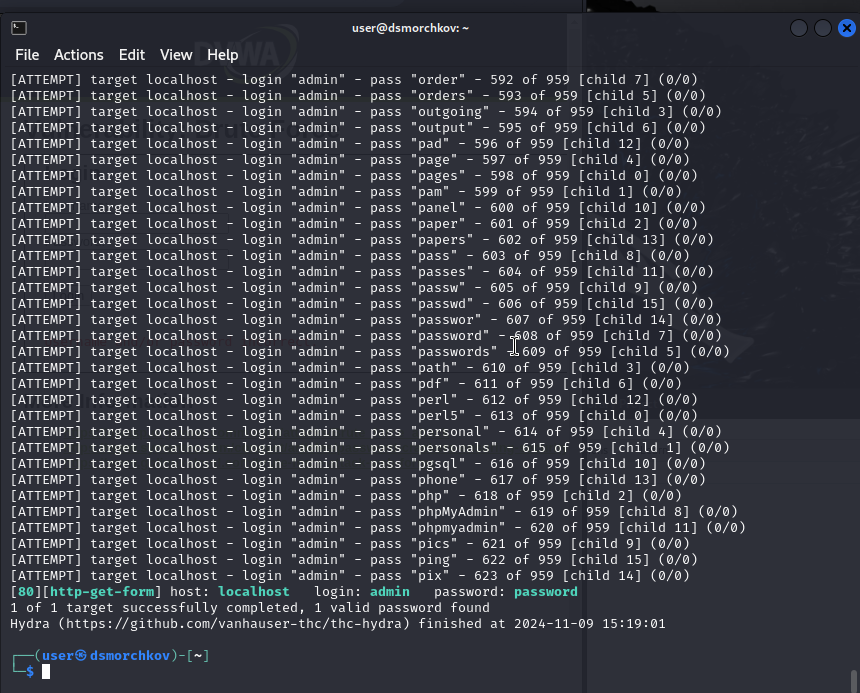 user@dsmorchkov: ~
File Actions Edit View Help
[ATTEMPT] target localhost - login "admin" - pass "order" - 592 of 959 [child 7] (0/0)
[ATTEMPT] target localhost - login "admin" - pass "orders" - 593 of 959 [child 5] (0/0)
[ATTEMPT] target localhost - login "admin" - pass "outgoing" - 594 of 959 [child 3] (0/0)
[ATTEMPT] target localhost - login "admin" - pass "output" - 595 of 959 [child 6] (0/0)
[ATTEMPT] target localhost - login "admin" - pass "pad" - 596 of 959 [child 12] (0/0)
[ATTEMPT] target localhost - login "admin" - pass "page" - 597 of 959 [child 4] (0/0)
[ATTEMPT] target localhost - login "admin" - pass "pages" - 598 of 959 [child 0] (0/0)
[ATTEMPT] target localhost - login "admin" - pass "pam" - 599 of 959 [child 1] (0/0)
[ATTEMPT] target localhost - login "admin" - pass "panel" - 600 of 959 [child 10] (0/0)
[ATTEMPT] target localhost - login "admin" - pass "paper" - 601 of 959 [child 2] (0/0)
[ATTEMPT] target localhost - login "admin" - pass "papers" - 602 of 959 [child 13] (0/0)
[ATTEMPT] target localhost - login "admin" - pass "pass" - 603 of 959 [child 8] (0/0)
[ATTEMPT] target localhost - login "admin" - pass "passes" - 604 of 959 [child 11] (0/0)
[ATTEMPT] target localhost - login "admin" - pass "passw" - 605 of 959 [child 9] (0/0)
[ATTEMPT] target localhost - login "admin" - pass "passwd" - 606 of 959 [child 15] (0/0)
[ATTEMPT] target localhost - login "admin" - pass "passwor" - 607 of 959 [child 14] (0/0)
[ATTEMPT] target localhost - login "admin" - pass "password" - 608 of 959 [child 7] (0/0)
[ATTEMPT] target localhost - login "admin" - pass "passwords" - 609 of 959 [child 5] (0/0)
[ATTEMPT] target localhost - login "admin" - pass "path" - 610 of 959 [child 3] (0/0)
[ATTEMPT] target localhost - login "admin" - pass "pdf" - 611 of 959 [child 6] (0/0)
[ATTEMPT] target localhost - login "admin" - pass "perl" - 612 of 959 [child 12] (0/0)
[ATTEMPT] target localhost - login "admin" - pass "perl5" - 613 of 959 [child 0] (0/0)
[ATTEMPT] target localhost - login "admin" - pass "personal" - 614 of 959 [child 4] (0/0)
[ATTEMPT] target localhost - login "admin" - pass "personals" - 615 of 959 [child 1] (0/0)
[ATTEMPT] target localhost - login "admin" - pass "pgsql" - 616 of 959 [child 10] (0/0)
[ATTEMPT] target localhost - login "admin" - pass "phone" - 617 of 959 [child 13] (0/0)
[ATTEMPT] target localhost - login "admin" - pass "php" - 618 of 959 [child 2] (0/0)
[ATTEMPT] target localhost - login "admin" - pass "phpMyAdmin" - 619 of 959 [child 8] (0/0)
[ATTEMPT] target localhost - login "admin" - pass "phpmyadmin" - 620 of 959 [child 11] (0/0)
[ATTEMPT] target localhost - login "admin" - pass "pics" - 621 of 959 [child 9] (0/0)
[ATTEMPT] target localhost - login "admin" - pass "ping" - 622 of 959 [child 15] (0/0)
[ATTEMPT] target localhost - login "admin" - pass "pix" - 623 of 959 [child 14] (0/0)
[80][http-get-form] host: localhost   login: admin   password: password
1 of 1 target successfully completed, 1 valid password found
Hydra (https://github.com/vanhauser-thc/thc-hydra) finished at 2024-11-09 15:19:01
┌──(user㉿dsmorchkov)-[~]
└─$